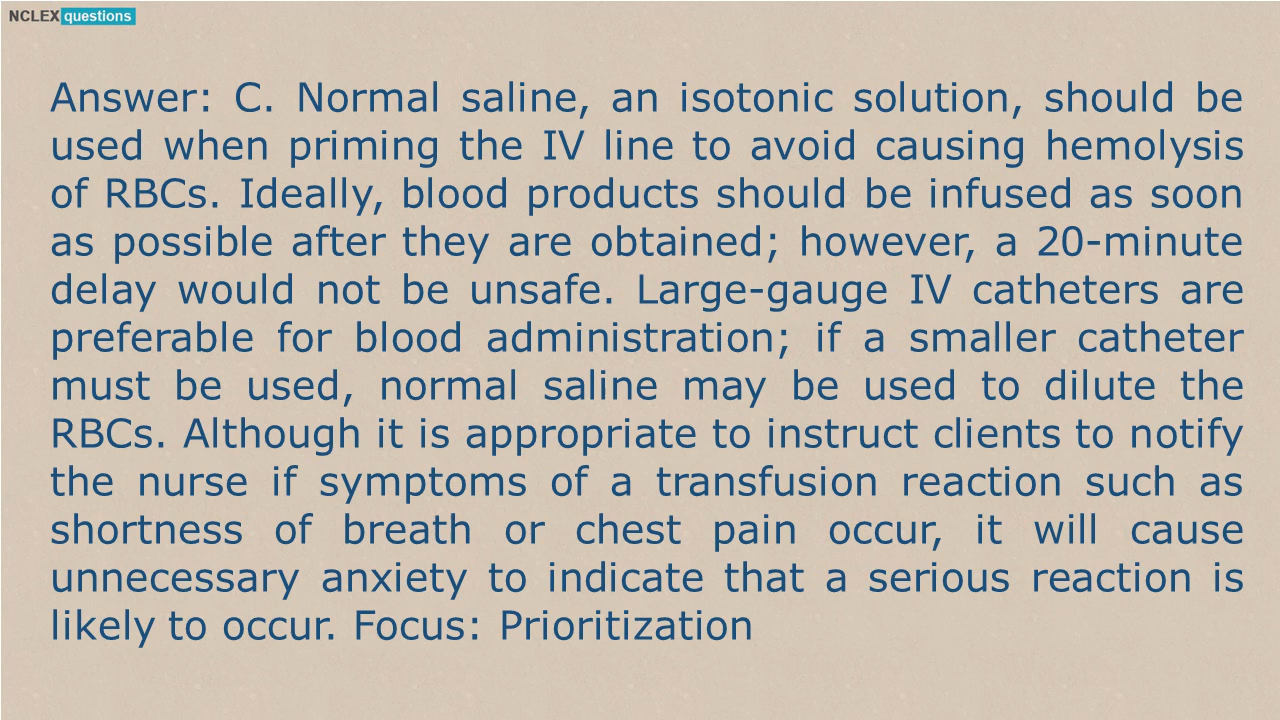 NCLEX questions
Answer: C. Normal saline, an isotonic solution, should be
used when priming the IV line to avoid causing hemolysis
of RBCs. Ideally, blood products should be infused as soon
as possible after they are obtained; however, a 20-minute
delay would not be unsafe. Large-gauge IV catheters are
preferable for blood administration; if a smaller catheter
must be used, normal saline may be used to dilute the
RBCs. Although it is appropriate to instruct clients to notify
the nurse if symptoms of a transfusion reaction such as
shortness of breath or chest pain occur, it will cause
unnecessary anxiety to indicate that a serious reaction is
likely to occur. Focus: Prioritization